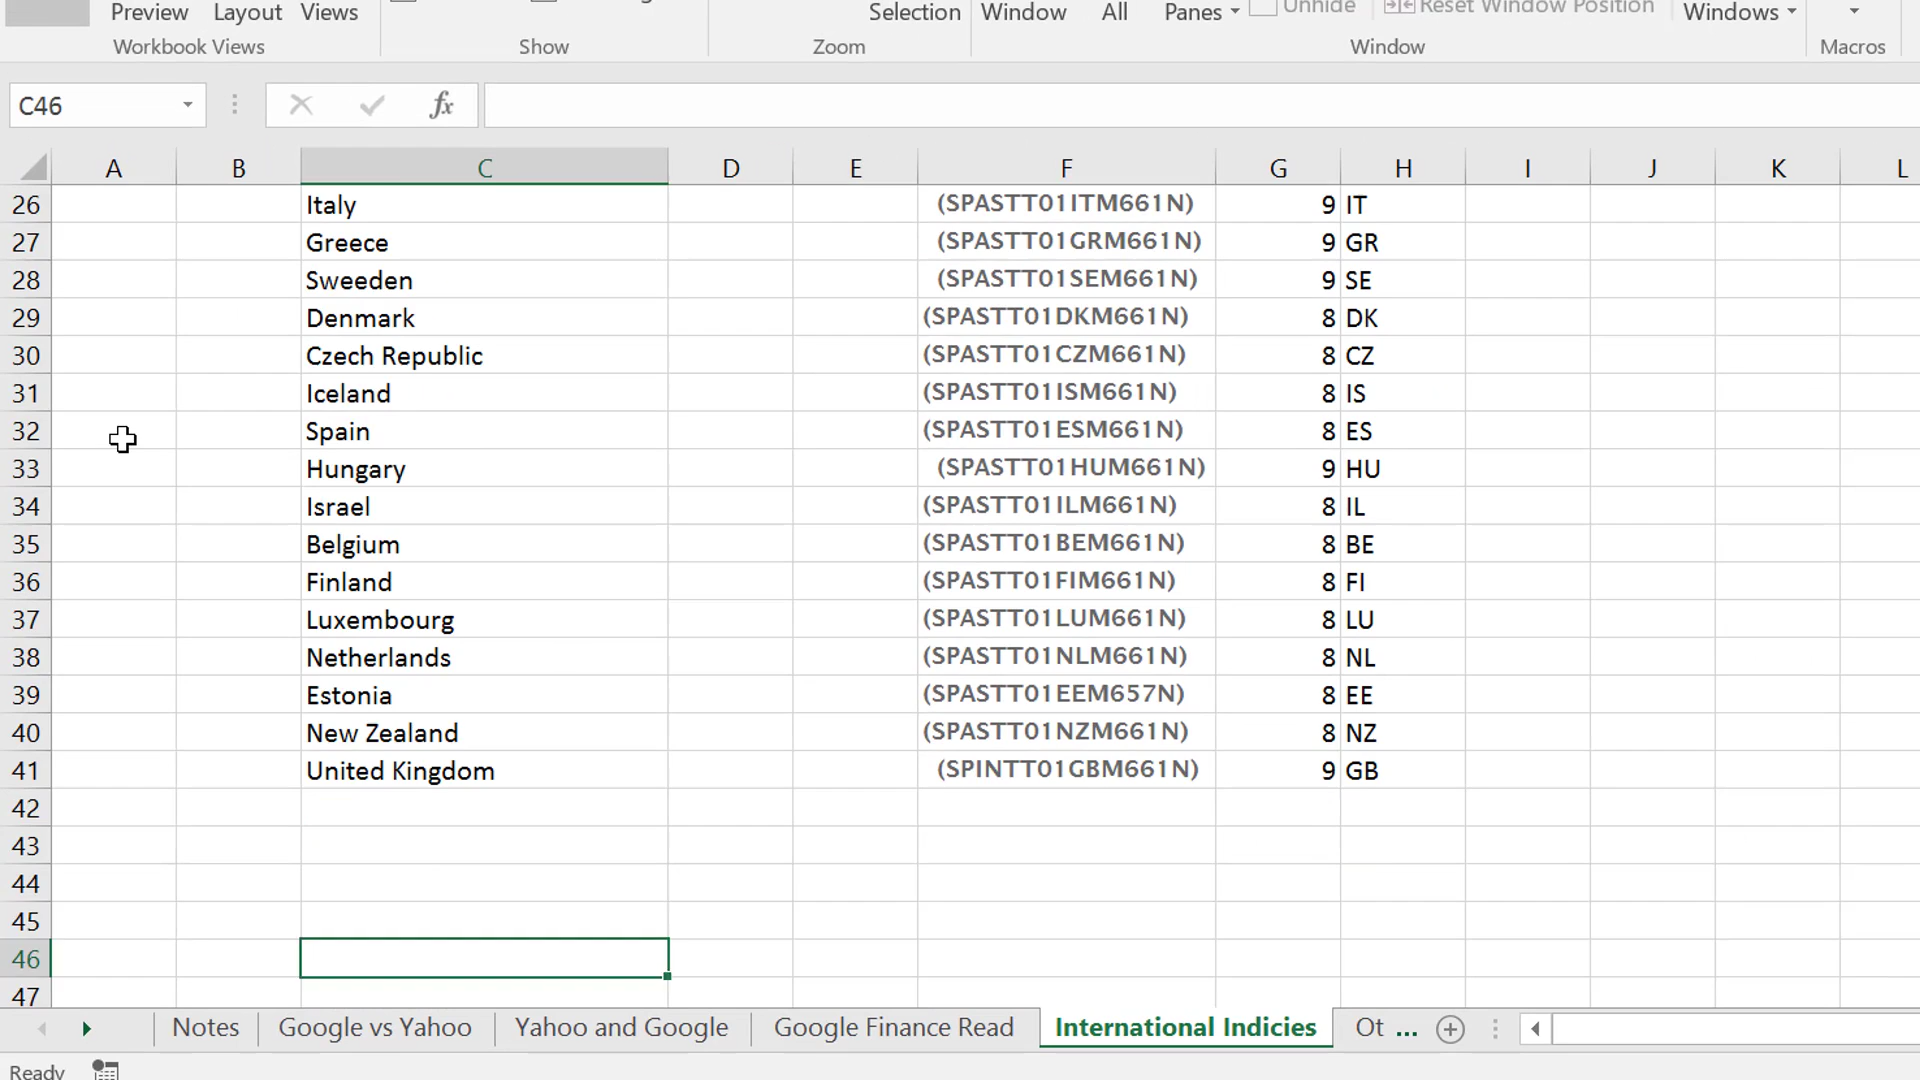 Preview Layout Views Selection Window All Panes Unhide Reset Window Position Windows
Workbook Views Show Zoom Window Macros
C46 fx
A B C D E F G H I J K L
26 Italy (SPASTT01ITM661N) 9 IT
27 Greece (SPASTT01GRM661N) 9 GR
28 Sweeden (SPASTT01SEM661N) 9 SE
29 Denmark (SPASTT01DKM661N) 8 DK
30 Czech Republic (SPASTT01CZM661N) 8 CZ
31 Iceland (SPASTT01ISM661N) 8 IS
32 Spain (SPASTT01ESM661N) 8 ES
33 Hungary (SPASTT01HUM661N) 9 HU
34 Israel (SPASTT01ILM661N) 8 IL
35 Belgium (SPASTT01BEM661N) 8 BE
36 Finland (SPASTT01FIM661N) 8 FI
37 Luxembourg (SPASTT01LUM661N) 8 LU
38 Netherlands (SPASTT01NLM661N) 8 NL
39 Estonia (SPASTT01EEM657N) 8 EE
40 New Zealand (SPASTT01NZM661N) 8 NZ
41 United Kingdom (SPINTT01GBM661N) 9 GB
42
43
44
45
46
47
Notes Google vs Yahoo Yahoo and Google Google Finance Read International Indicies Ot ...
Ready